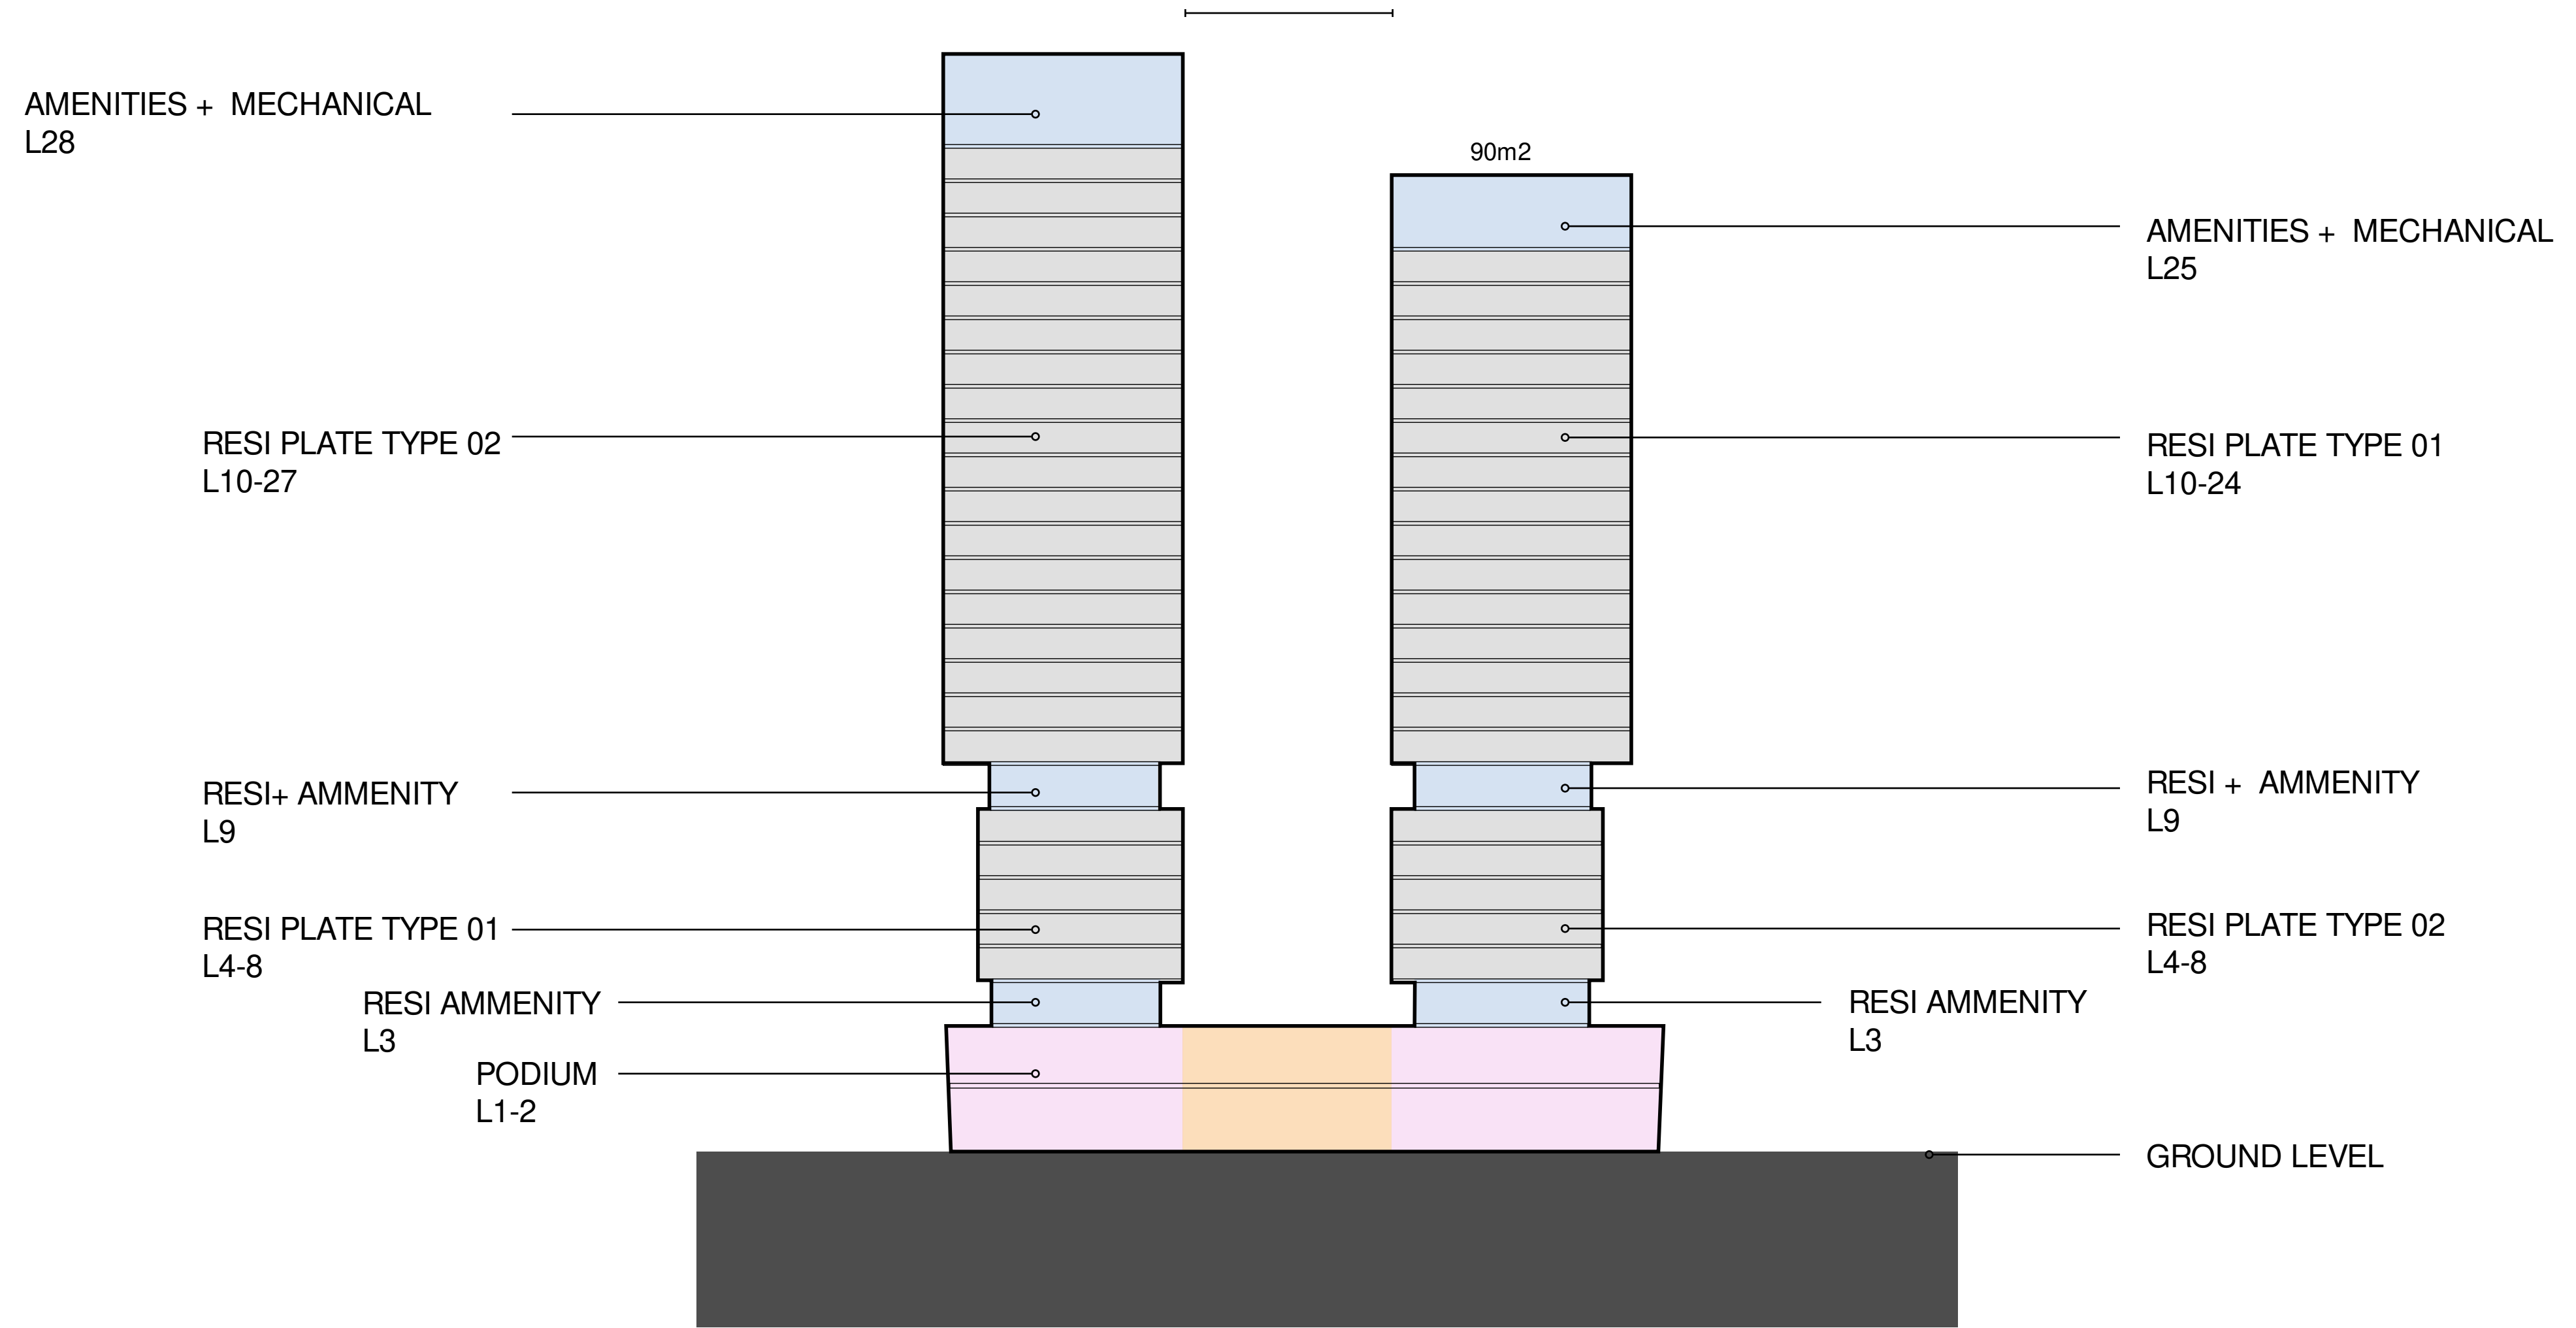 AMENITIES +  MECHANICAL
L28
90m2
AMENITIES +  MECHANICAL
L25
RESI PLATE TYPE 02
L10-27
RESI PLATE TYPE 01
L10-24
RESI+ AMMENITY
L9
RESI +  AMMENITY
L9
RESI PLATE TYPE 01
L4-8
RESI PLATE TYPE 02
L4-8
RESI AMMENITY
L3
RESI AMMENITY
L3
PODIUM
L1-2
GROUND LEVEL